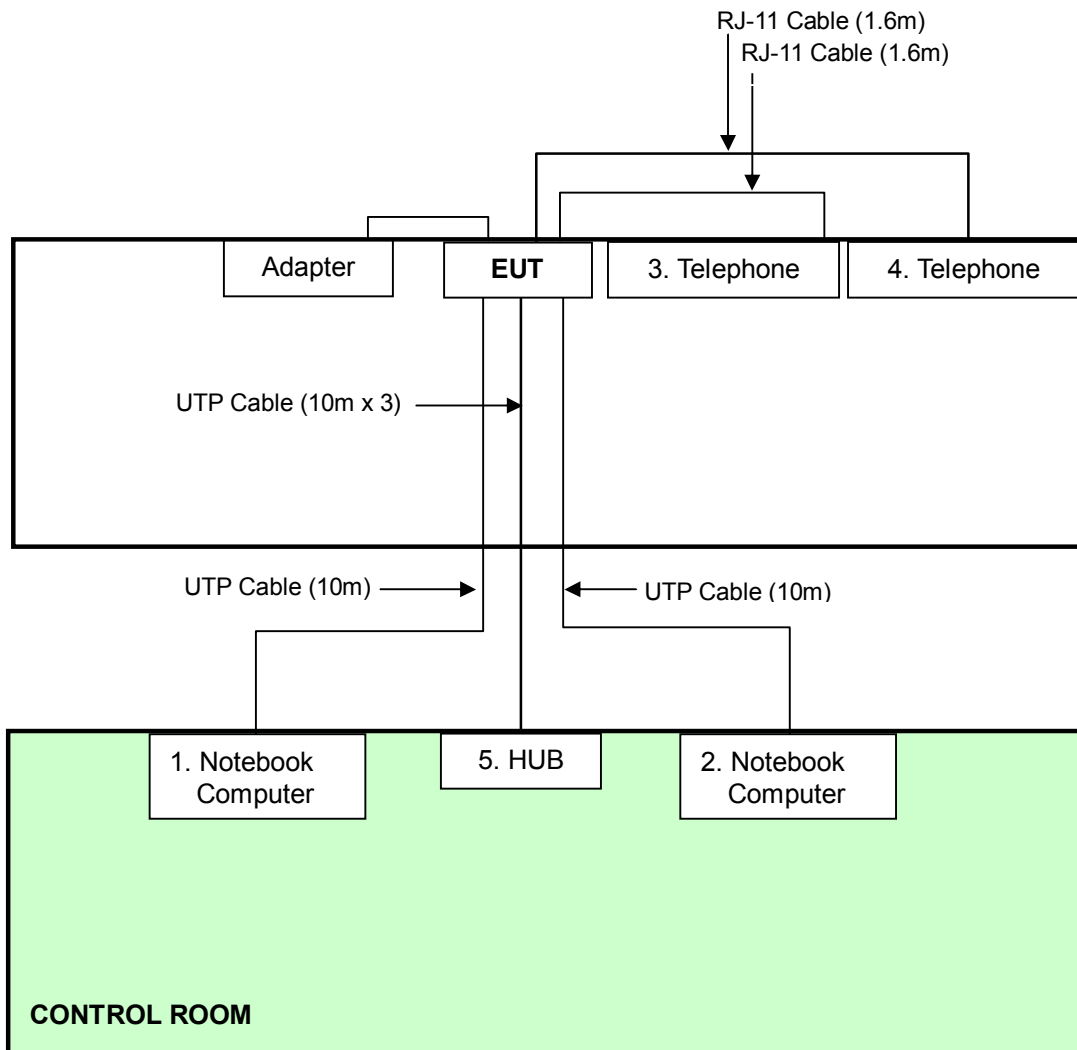 RJ-11 Cable (1.6m)
RJ-11 Cable (1.6m)
Adapter
EUT
3. Telephone
4. Telephone
UTP Cable (10m x 3)
UTP Cable (10m)
UTP Cable (10m)
1. Notebook
Computer
5. HUB
2. Notebook
Computer
CONTROL ROOM